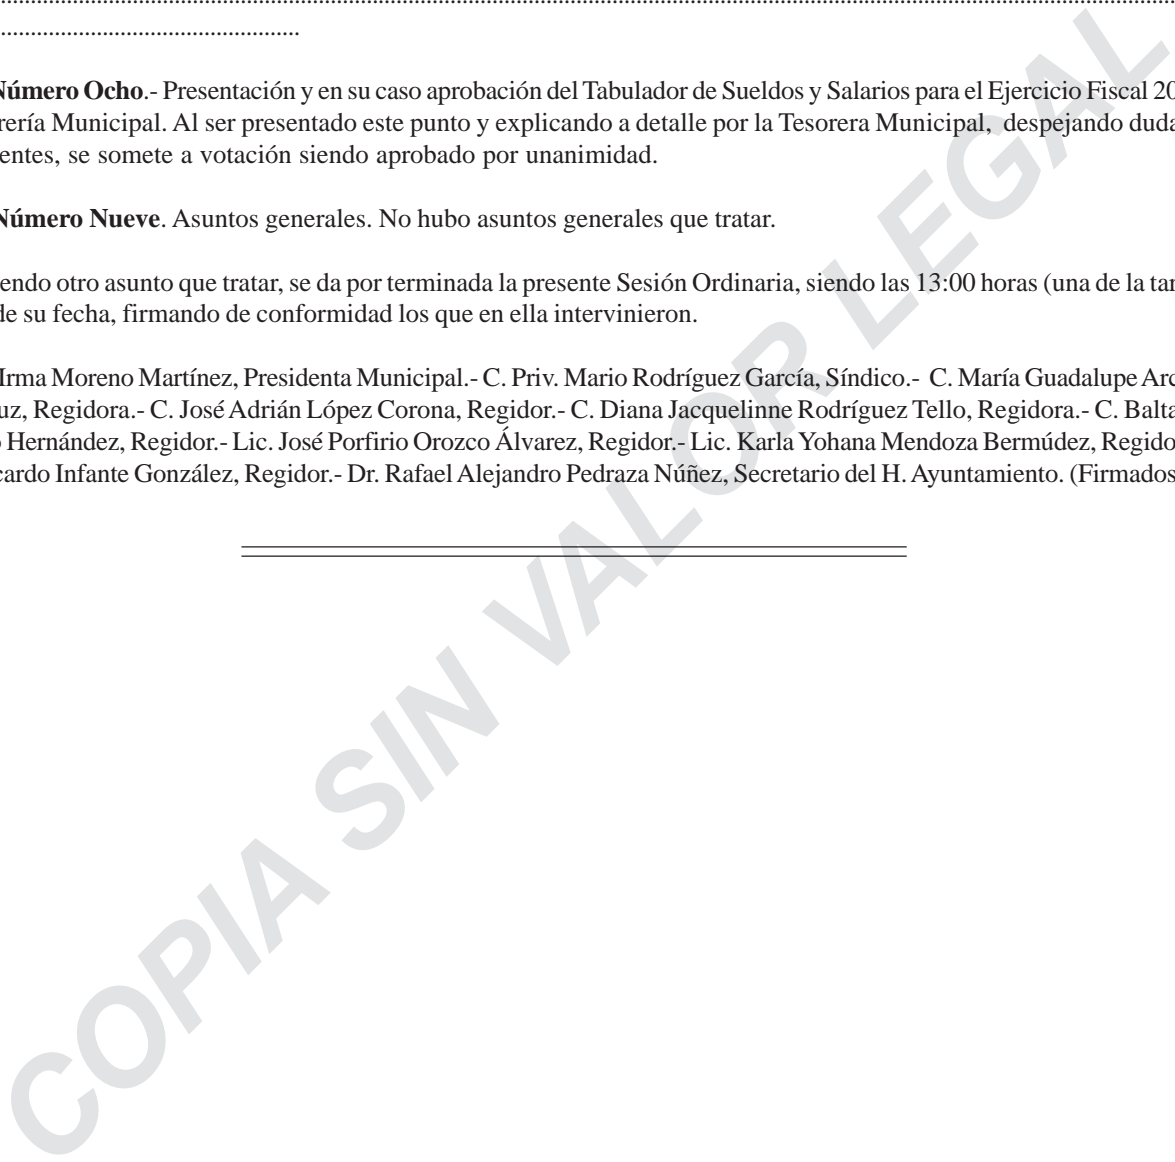 Número Ocho.- Presentación y en su caso aprobación del Tabulador de Sueldos y Salarios para el Ejercicio Fiscal 20
rería Municipal. Al ser presentado este punto y explicando a detalle por la Tesorera Municipal, despejando duda
entes, se somete a votación siendo aprobado por unanimidad.
Número Nueve. Asuntos generales. No hubo asuntos generales que tratar.
endo otro asunto que tratar, se da por terminada la presente Sesión Ordinaria, siendo las 13:00 horas (una de la tar
de su fecha, firmando de conformidad los que en ella intervinieron.
Irma Moreno Martínez, Presidenta Municipal.- C. Priv. Mario Rodríguez García, Síndico.- C. María Guadalupe Arc
uz, Regidora.- C. José Adrián López Corona, Regidor.- C. Diana Jacquelinne Rodríguez Tello, Regidora.- C. Balta
o Hernández, Regidor.- Lic. José Porfirio Orozco Álvarez, Regidor.- Lic. Karla Yohana Mendoza Bermúdez, Regido
cardo Infante González, Regidor.- Dr. Rafael Alejandro Pedraza Núñez, Secretario del H. Ayuntamiento. (Firmados
COPIA SIN VALOR LEGAL